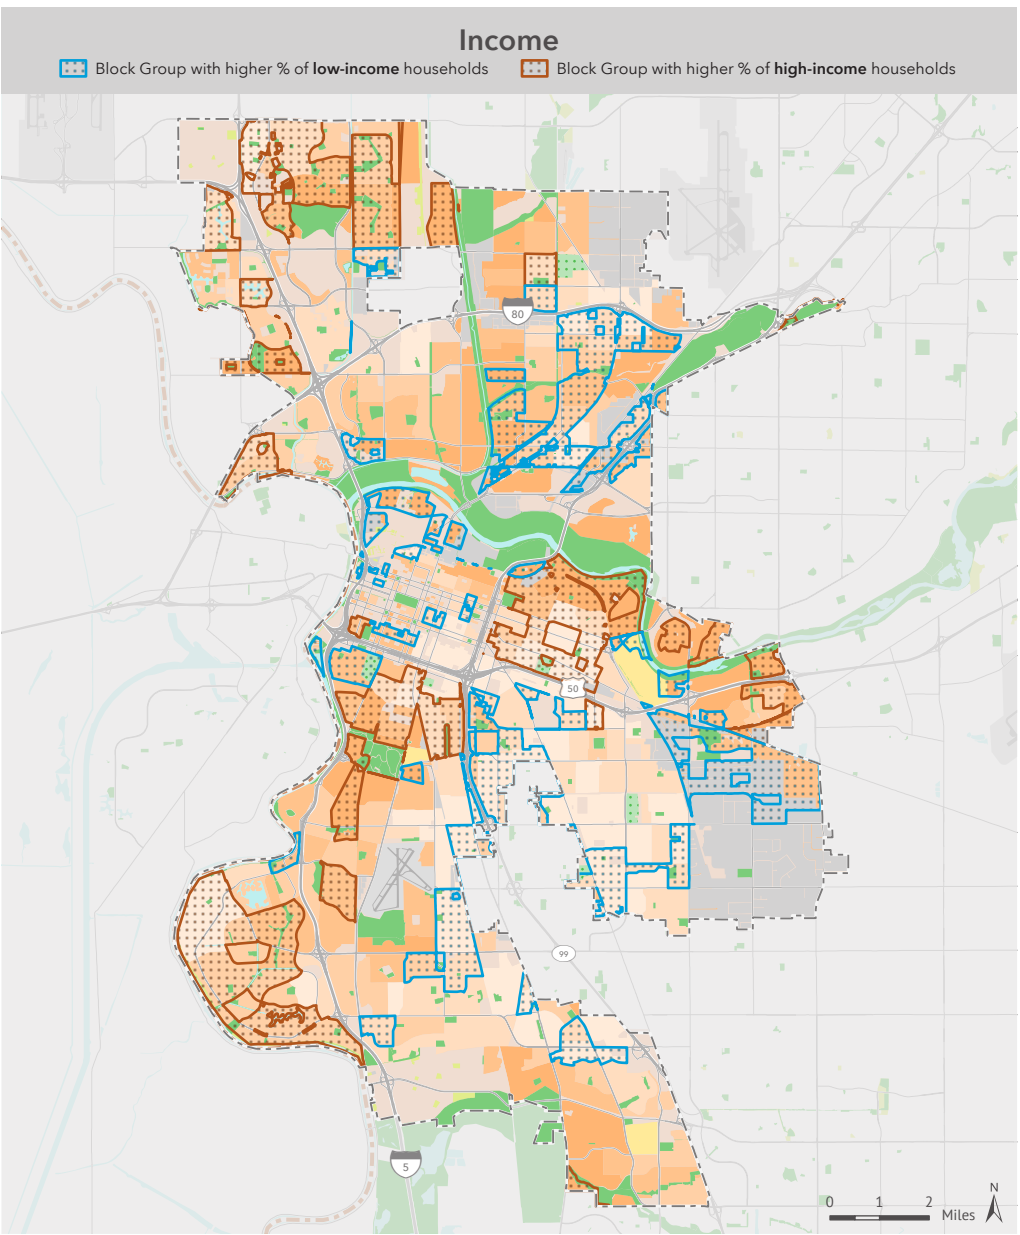 Income
Block Group with higher % of low-income households
Block Group with higher % of high-income households
80
50
99
5
N
0 1 2
Miles